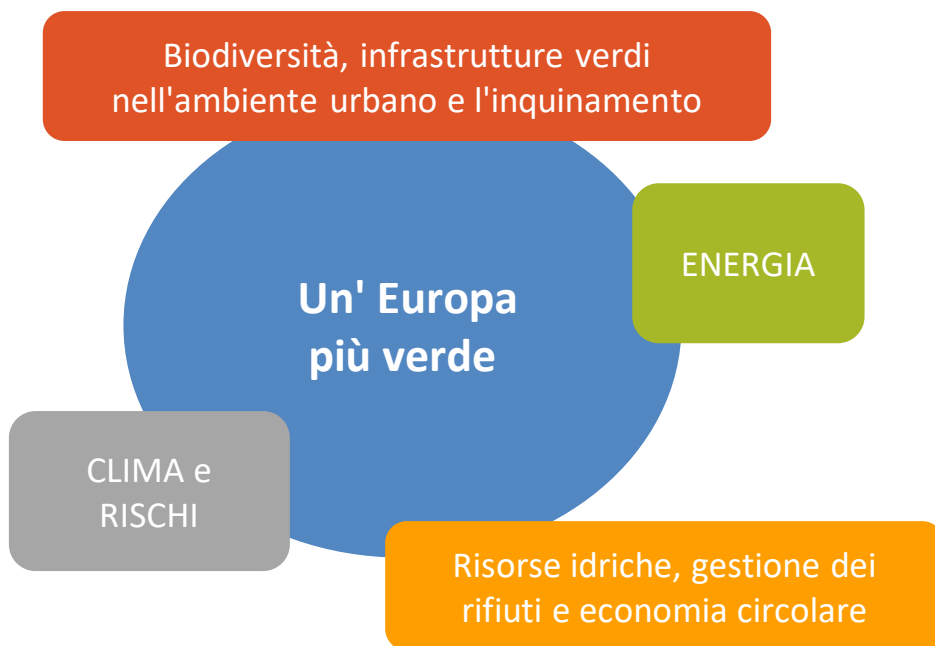 Biodiversità, infrastrutture verdi
nell'ambiente urbano e l'inquinamento
ENERGIA
Un' Europa
più verde
CLIMA e
RISCHI
Risorse idriche, gestione dei
rifiuti e economia circolare